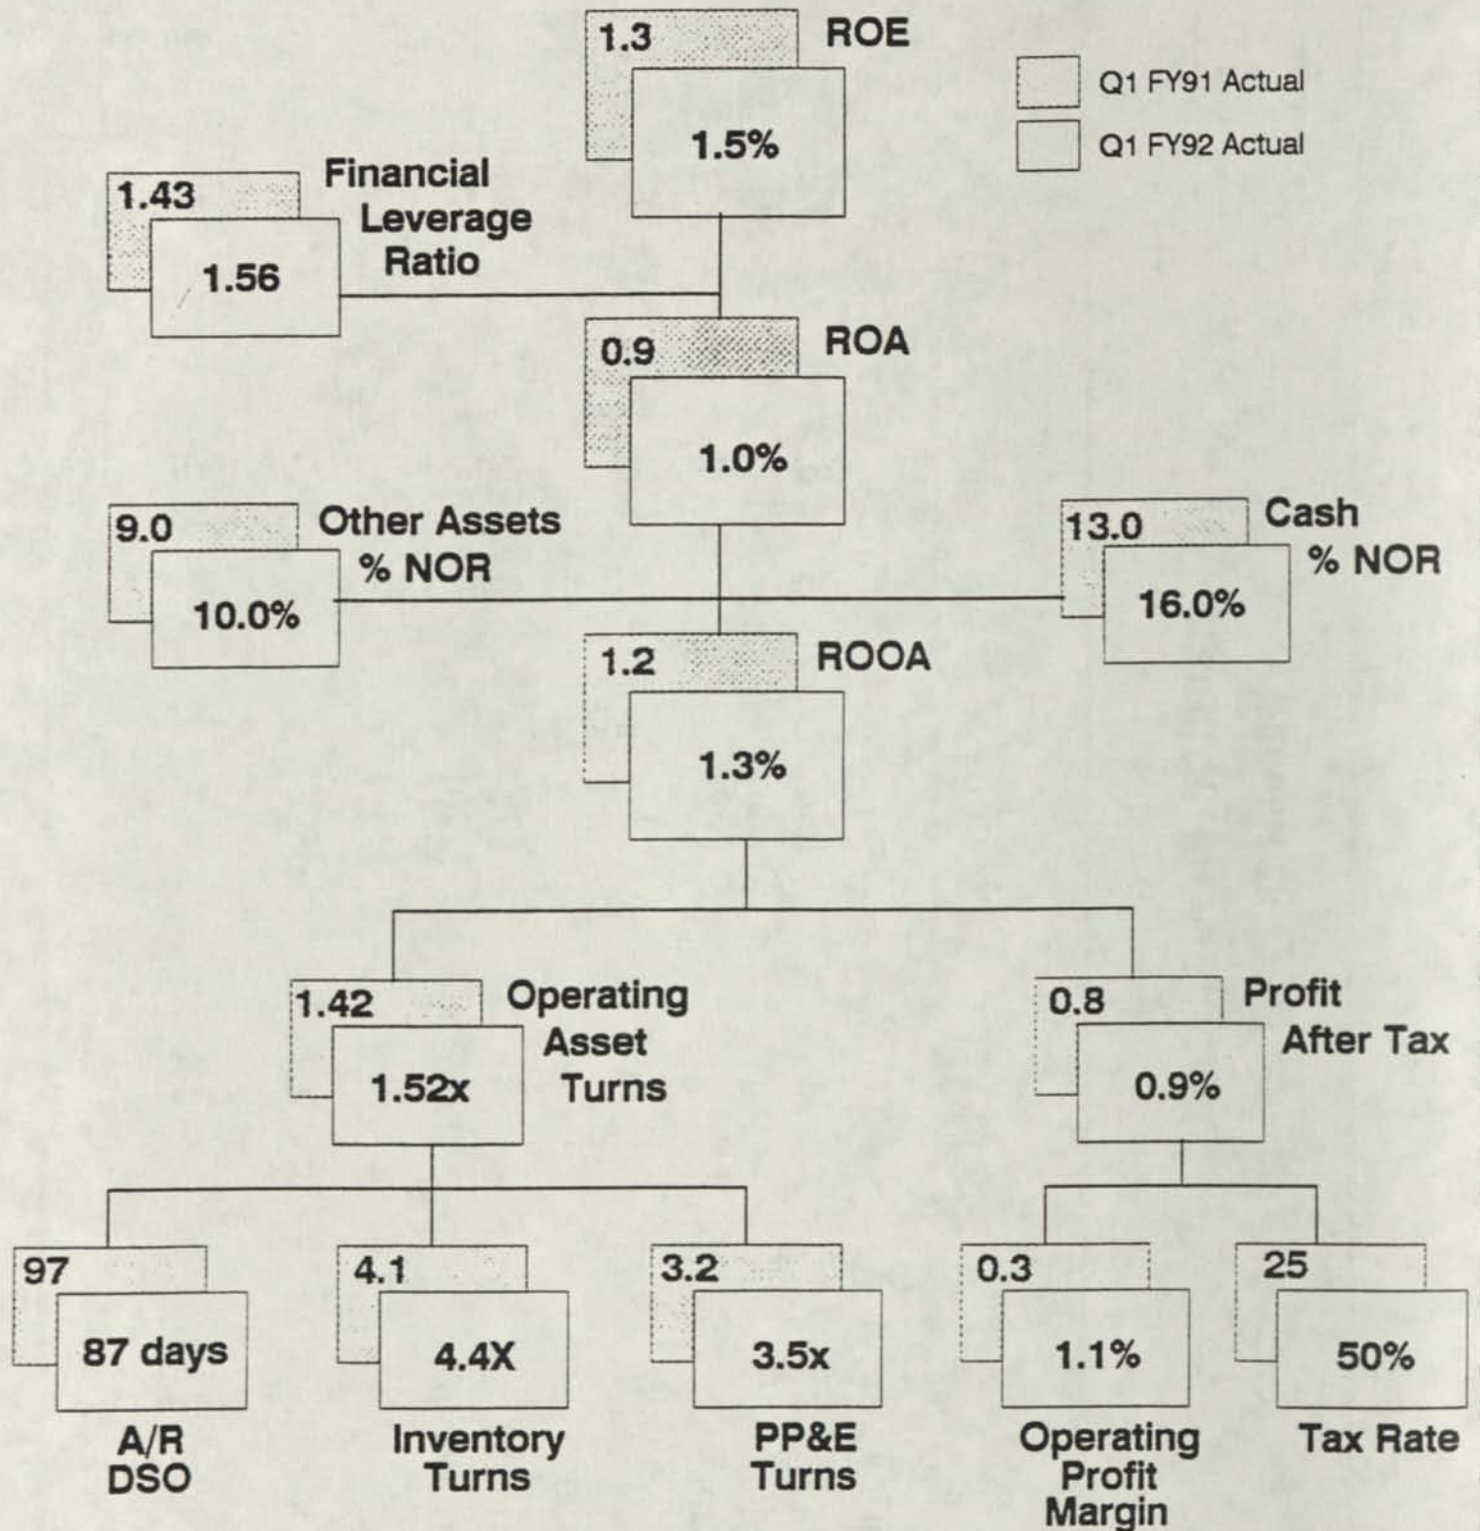 1.3
ROE
1.5%
Q1 FY91 Actual
Q1 FY92 Actual
1.43
Financial
Leverage
Ratio
1.56
0.9
ROA
1.0%
9.0
Other Assets
% NOR
10.0%
13.0
Cash
% NOR
16.0%
1.2
ROOA
1.3%
1.42
Operating
Asset
Turns
1.52x
0.8
Profit
After Tax
0.9%
97
87 days
A/R
DSO
4.1
4.4X
Inventory
Turns
3.2
3.5x
PP&E
Turns
0.3
1.1%
Operating
Profit
Margin
25
50%
Tax Rate